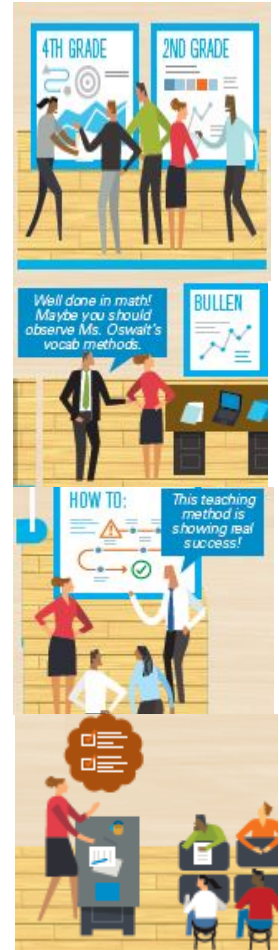 4TH GRADE
2ND GRADE
Well done in math!
Maybe you should
observe Ms. Oswalt's
vocab methods.
BULLEN
HOW TO:
This teaching
method is
showing real
success!